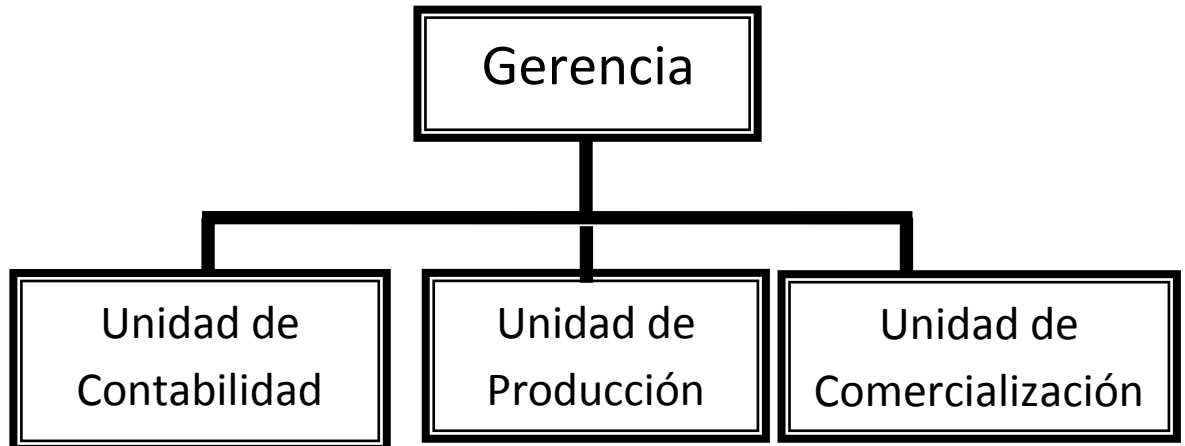 Gerencia
Unidad de
Contabilidad
Unidad de
Producción
Unidad de
Comercialización